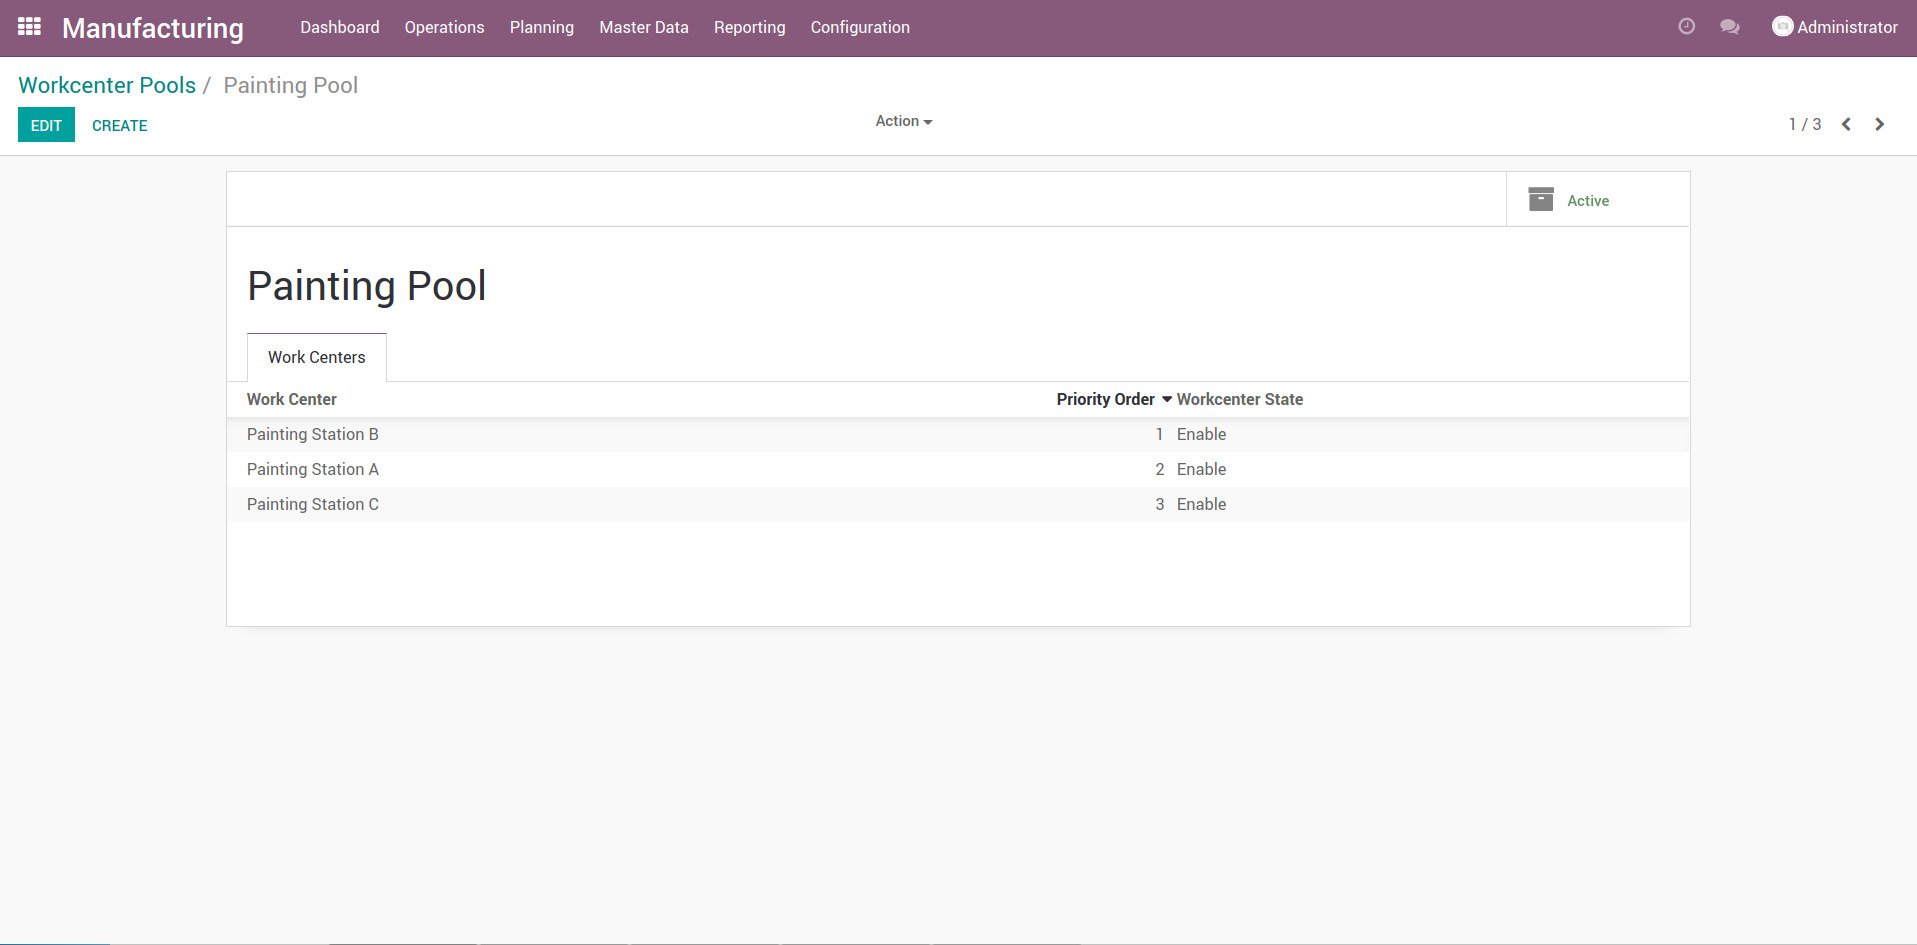 Manufacturing Dashboard Operations Planning Master Data Reporting Configuration Administrator
Workcenter Pools / Painting Pool
EDIT CREATE Action 1 / 3
Active
Painting Pool
Work Centers
Work Center Priority Order Workcenter State
Painting Station B 1 Enable
Painting Station A 2 Enable
Painting Station C 3 Enable